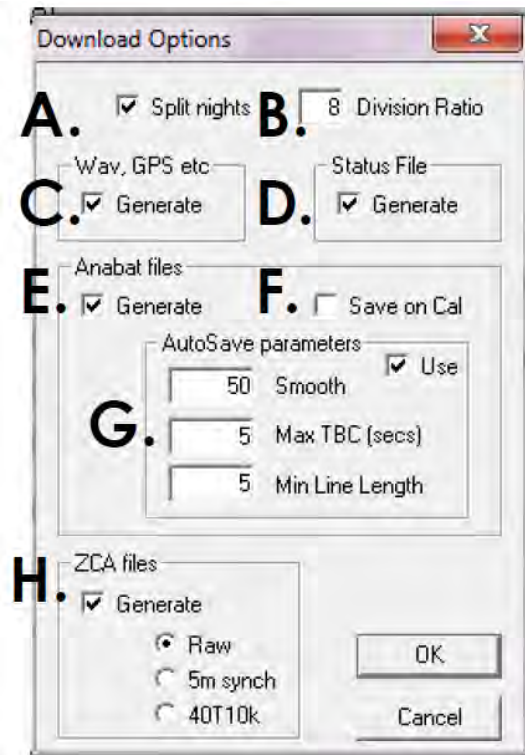 Download Options
A. Split nights B. 8 Division Ratio
Wav, GPS etc Status File
C. Generate D. Generate
Anabat files
E. Generate F. Save on Cal
AutoSave parameters
Use
50 Smooth
G. 5 Max TBC (secs)
5 Min Line Length
ZCA files
H. Generate
Raw
5m synch
40T10k
OK
Cancel